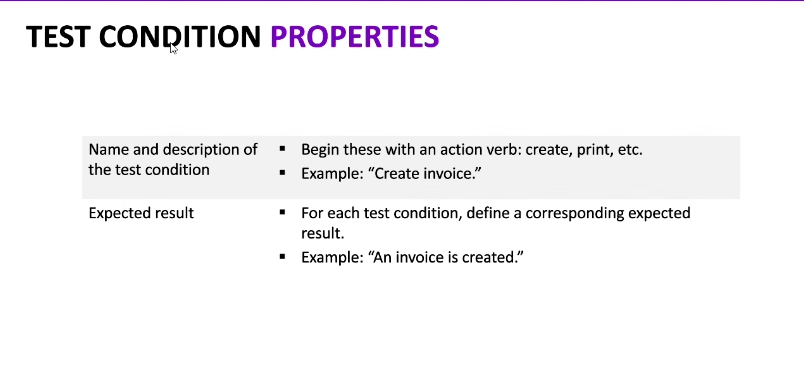 TEST CONDITION PROPERTIES
Name and description of
the test condition
▪ Begin these with an action verb: create, print, etc.
▪ Example: “Create invoice.”
Expected result
▪ For each test condition, define a corresponding expected
result.
▪ Example: “An invoice is created.”